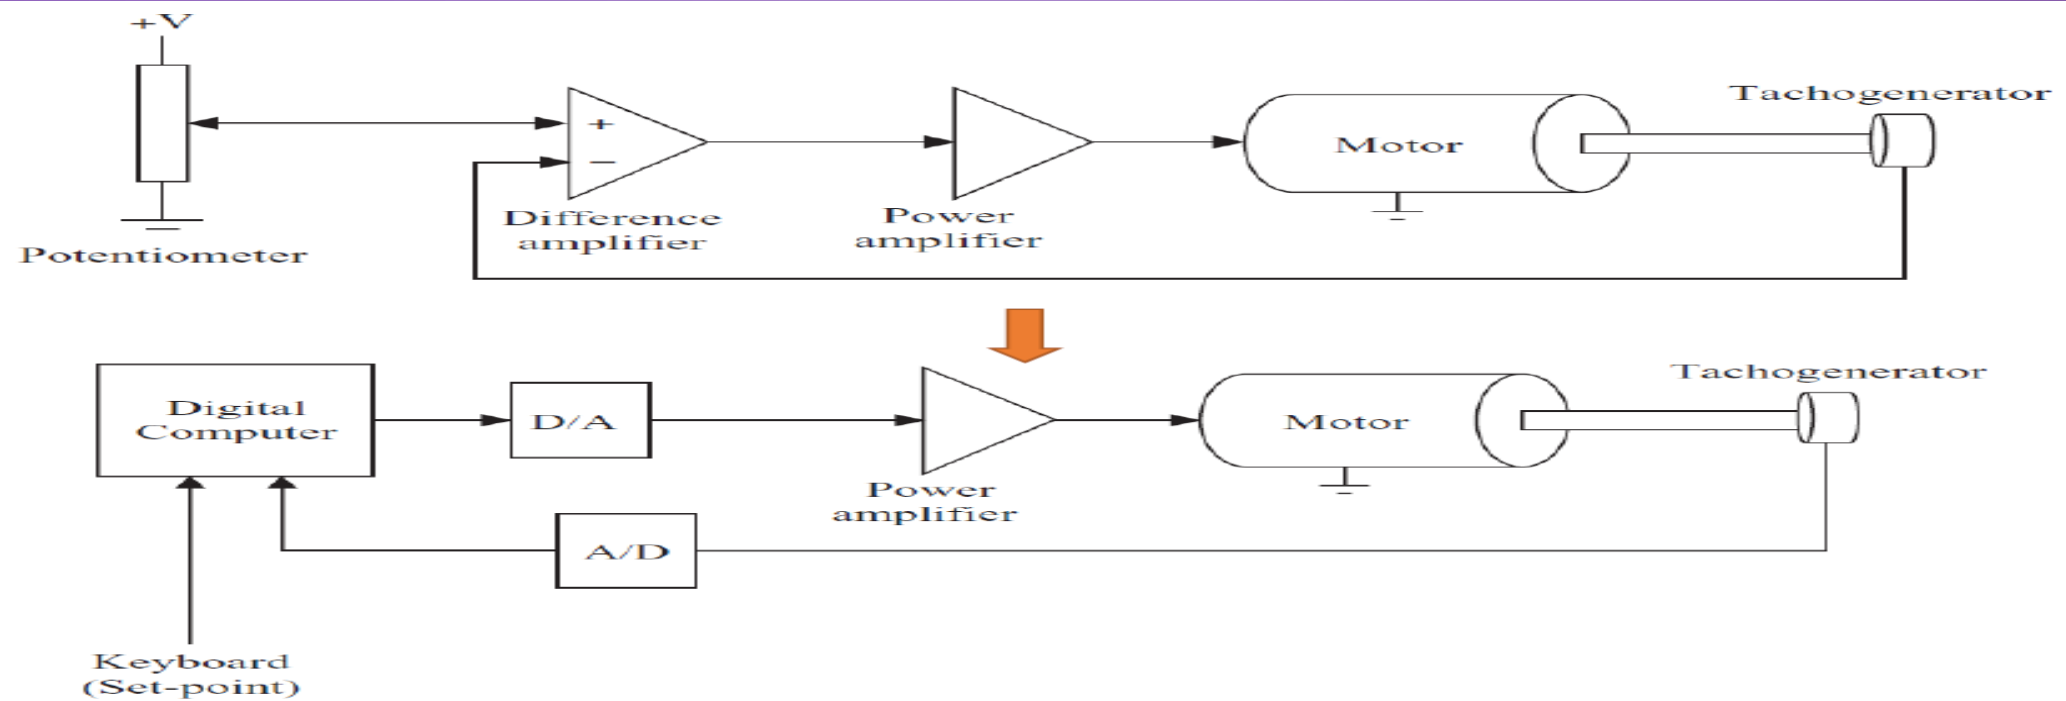 +V
Tachogenerator
+
Motor
−
Difference
amplifier
Power
amplifier
Potentiometer
Tachogenerator
Digital
Computer
D/A
Motor
Power
amplifier
A/D
Keyboard
(Set-point)